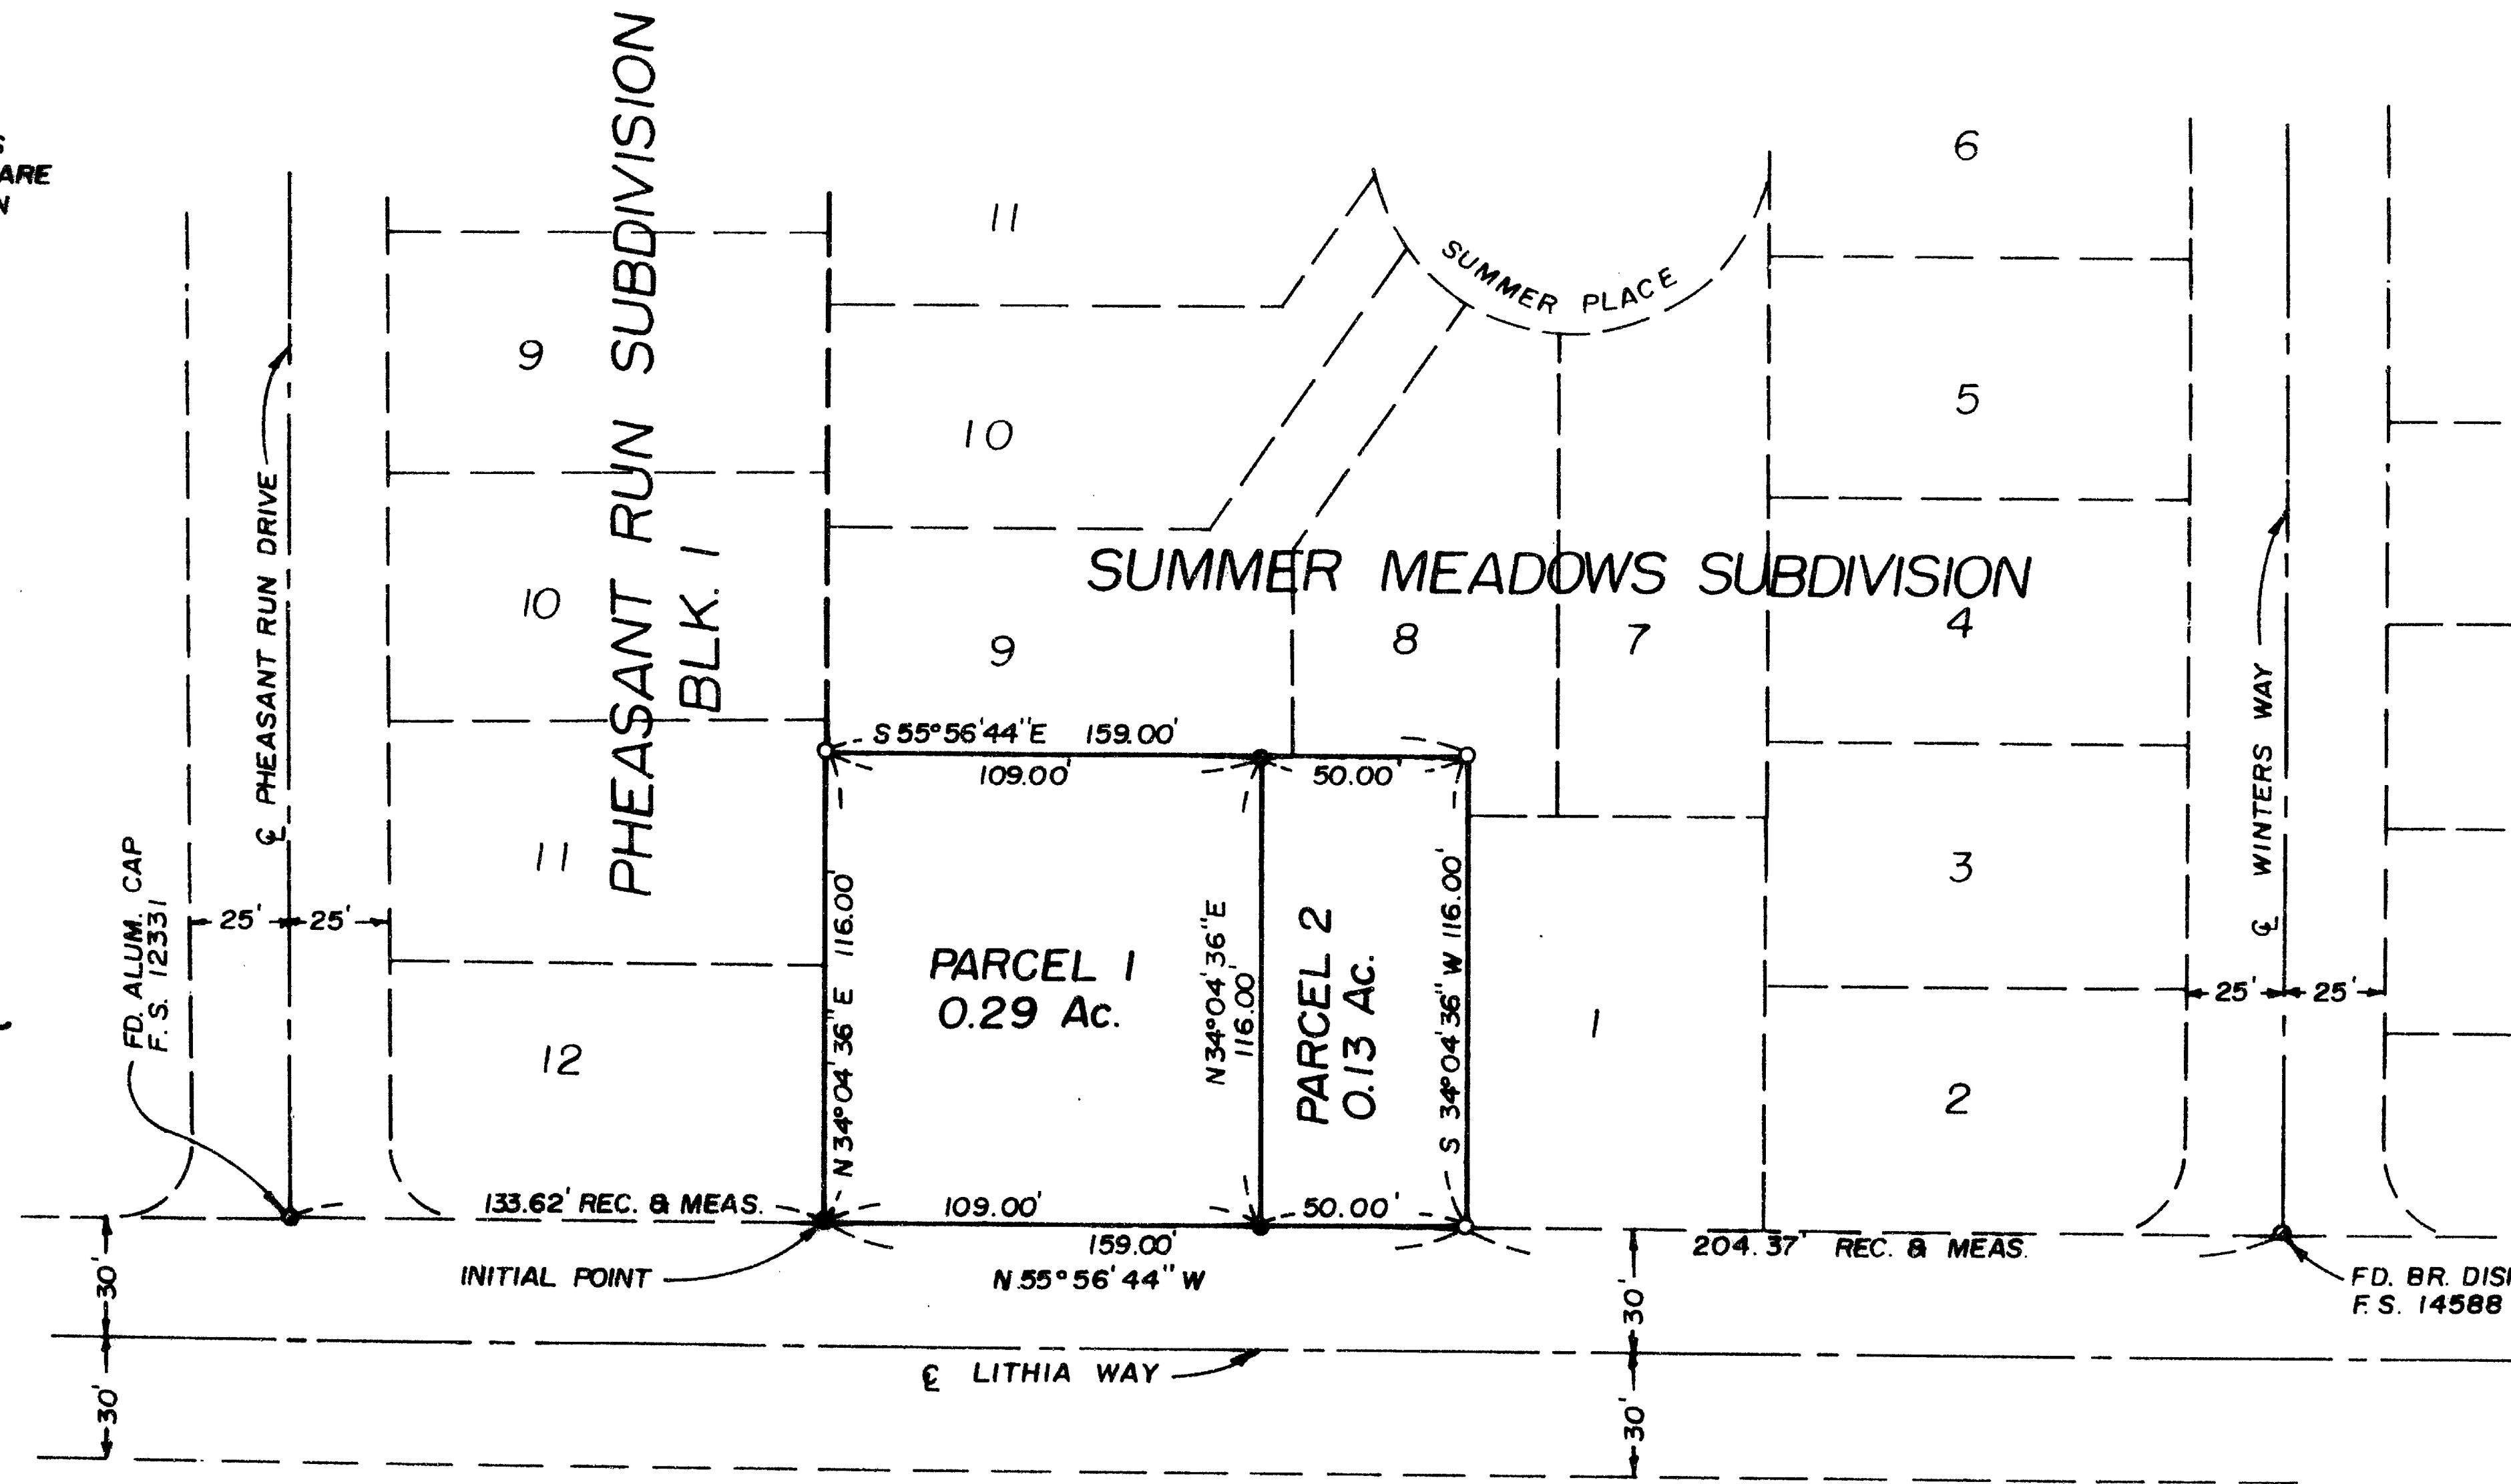 ARE
PHEASANT RUN SUBDIVISION
BLK. 1
6
11
SUMMER PLACE
9
5
10
℄ PHEASANT RUN DRIVE
SUMMER MEADOWS SUBDIVISION
10
4
9
8
7
℄ WINTERS WAY
S 55°56'44"E 159.00'
109.00'
50.00'
FD. ALUM. CAP
F. S. 12331
11
3
25' 25'
N 34°04'36"E 116.00'
PARCEL 1
0.29 Ac.
N 34°04'36"E
116.00'
PARCEL 2
0.13 Ac.
S 34°04'36" W 116.00'
1
25' 25'
12
2
133.62' REC. & MEAS.
109.00'
50.00'
159.00'
204.37' REC. & MEAS.
INITIAL POINT
N 55°56'44" W
FD. BR. DIS
F. S. 14588
30'
30'
℄ LITHIA WAY
30'
30'